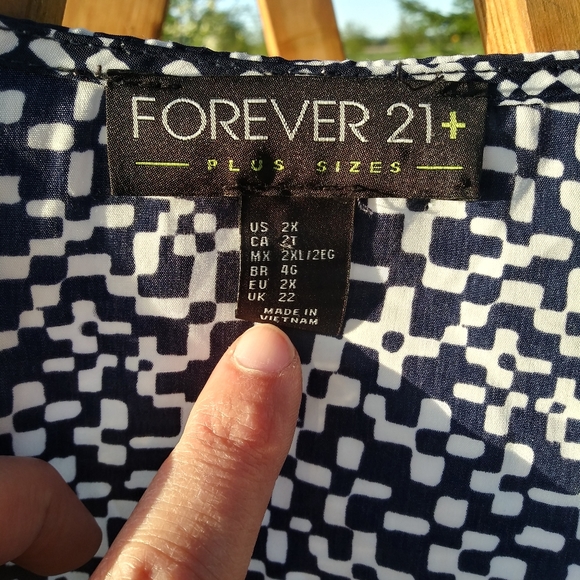 FOREVER 21+
PLUS SIZES
US 2X
CA 2T
MX 2XL/2EG
BR 4G
EU 2X
UK 22
MADE IN
VIETNAM